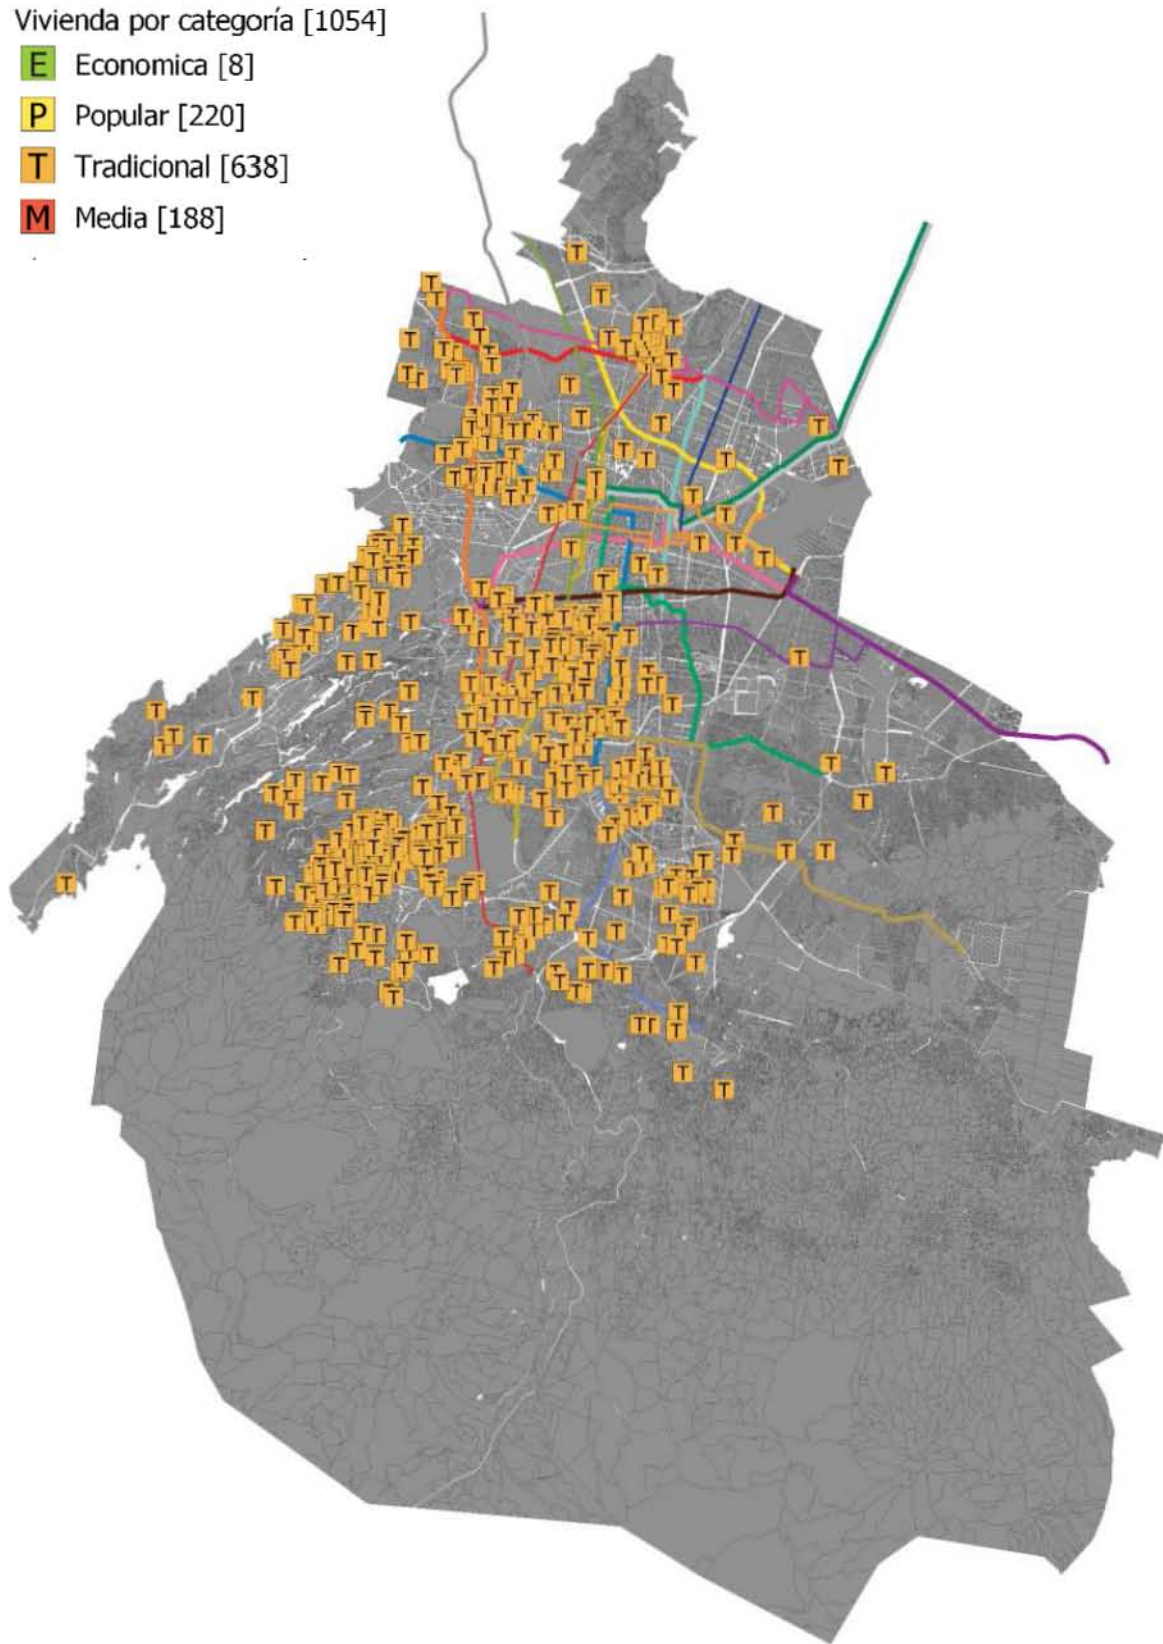 Vivienda por categoría [1054]
E Economica [8]
P Popular [220]
T Tradicional [638]
M Media [188]